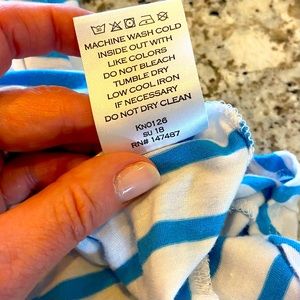 MACHINE WASH COLD
INSIDE OUT WITH
LIKE COLORS
DO NOT BLEACH
TUMBLE DRY
LOW COOL IRON
IF NECESSARY
DO NOT DRY CLEAN
KN0126
SU 18
RN# 147487